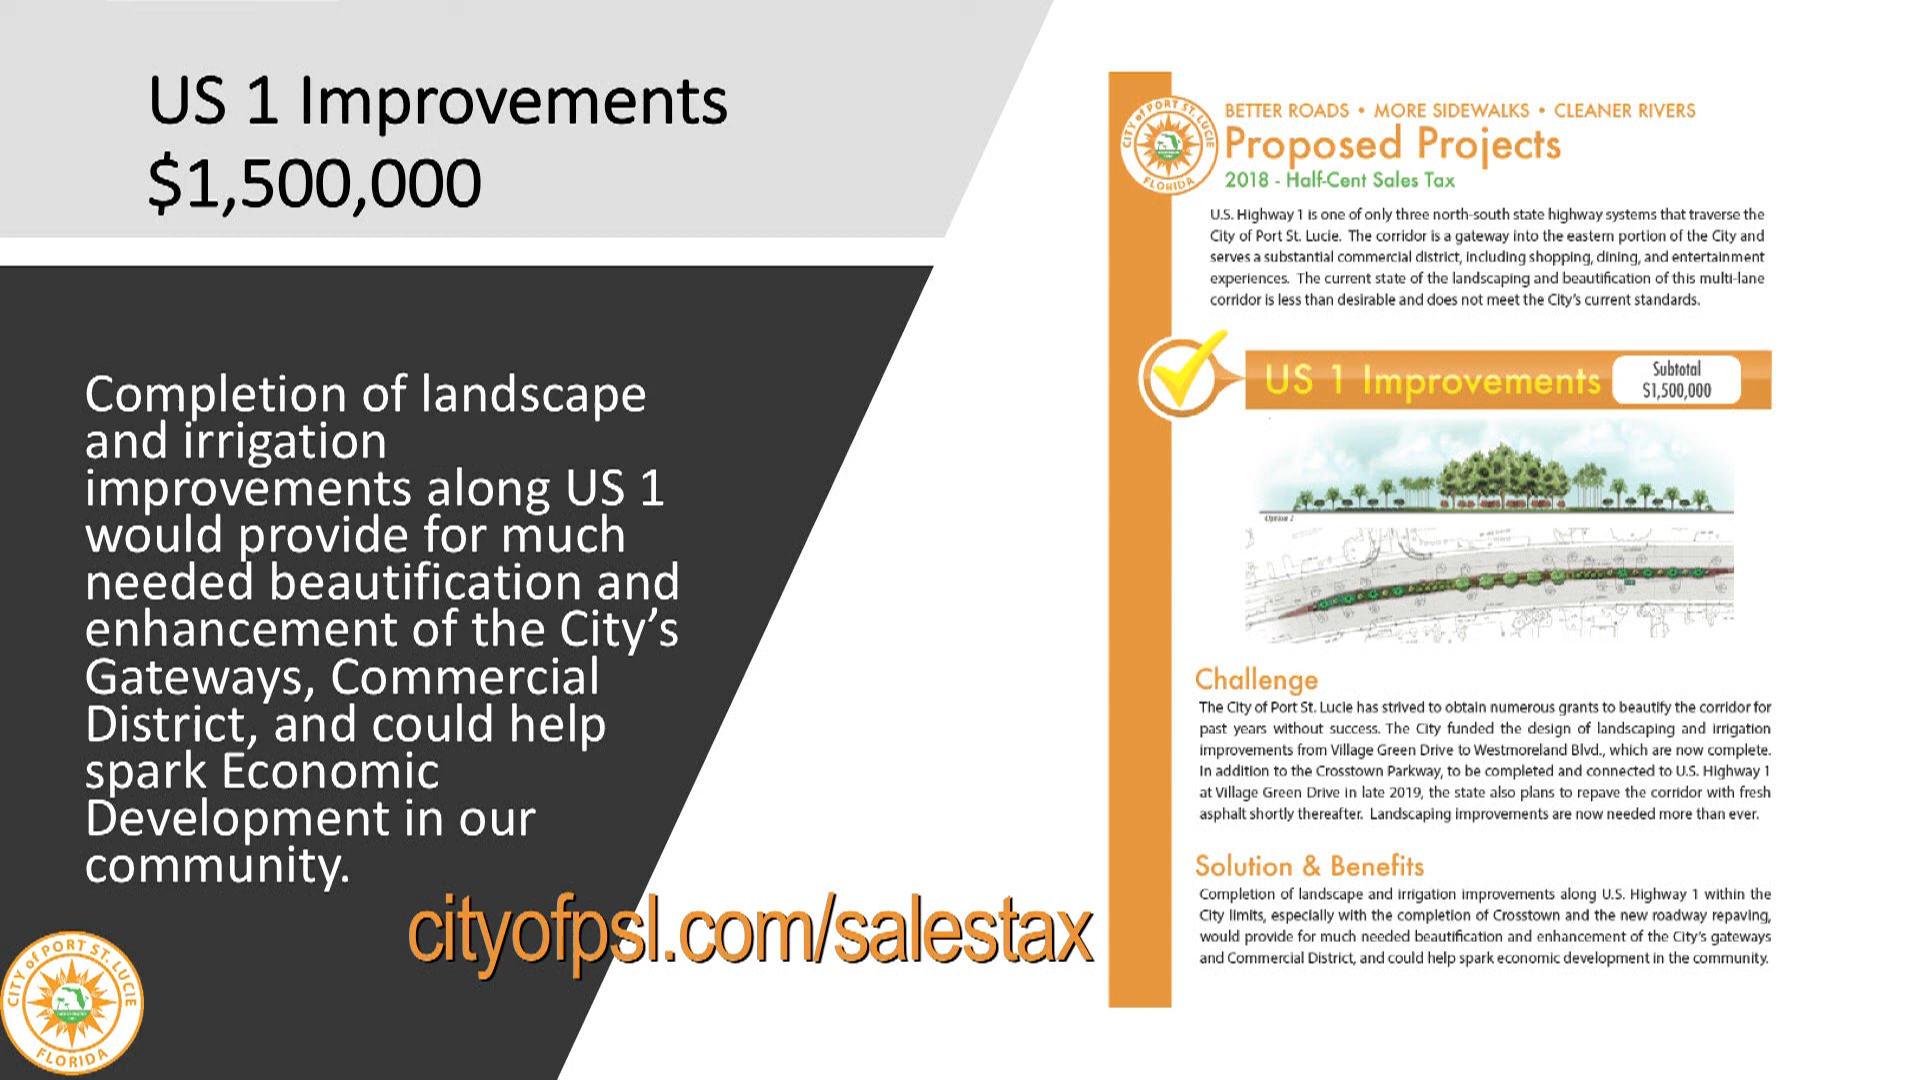 US 1 Improvements
$1,500,000
Completion of landscape
and irrigation
improvements along US 1
would provide for much
needed beautification and
enhancement of the City’s
Gateways, Commercial
District, and could help
spark Economic
Development in our
community.
cityofpsl.com/salestax
CITY of PORT ST. LUCIE
FLORIDA
CITY of PORT ST. LUCIE
FLORIDA
BETTER ROADS • MORE SIDEWALKS • CLEANER RIVERS
Proposed Projects
2018 - Half-Cent Sales Tax
U.S. Highway 1 is one of only three north-south state highway systems that traverse the
City of Port St. Lucie. The corridor is a gateway into the eastern portion of the City and
serves a substantial commercial district, including shopping, dining, and entertainment
experiences. The current state of the landscaping and beautification of this multi-lane
corridor is less than desirable and does not meet the City’s current standards.
US 1 Improvements
Subtotal
$1,500,000
Option 2
Challenge
The City of Port St. Lucie has strived to obtain numerous grants to beautify the corridor for
past years without success. The City funded the design of landscaping and irrigation
improvements from Village Green Drive to Westmoreland Blvd., which are now complete.
In addition to the Crosstown Parkway, to be completed and connected to U.S. Highway 1
at Village Green Drive in late 2019, the state also plans to repave the corridor with fresh
asphalt shortly thereafter. Landscaping improvements are now needed more than ever.
Solution & Benefits
Completion of landscape and irrigation improvements along U.S. Highway 1 within the
City limits, especially with the completion of Crosstown and the new roadway repaving,
would provide for much needed beautification and enhancement of the City’s gateways
and Commercial District, and could help spark economic development in the community.